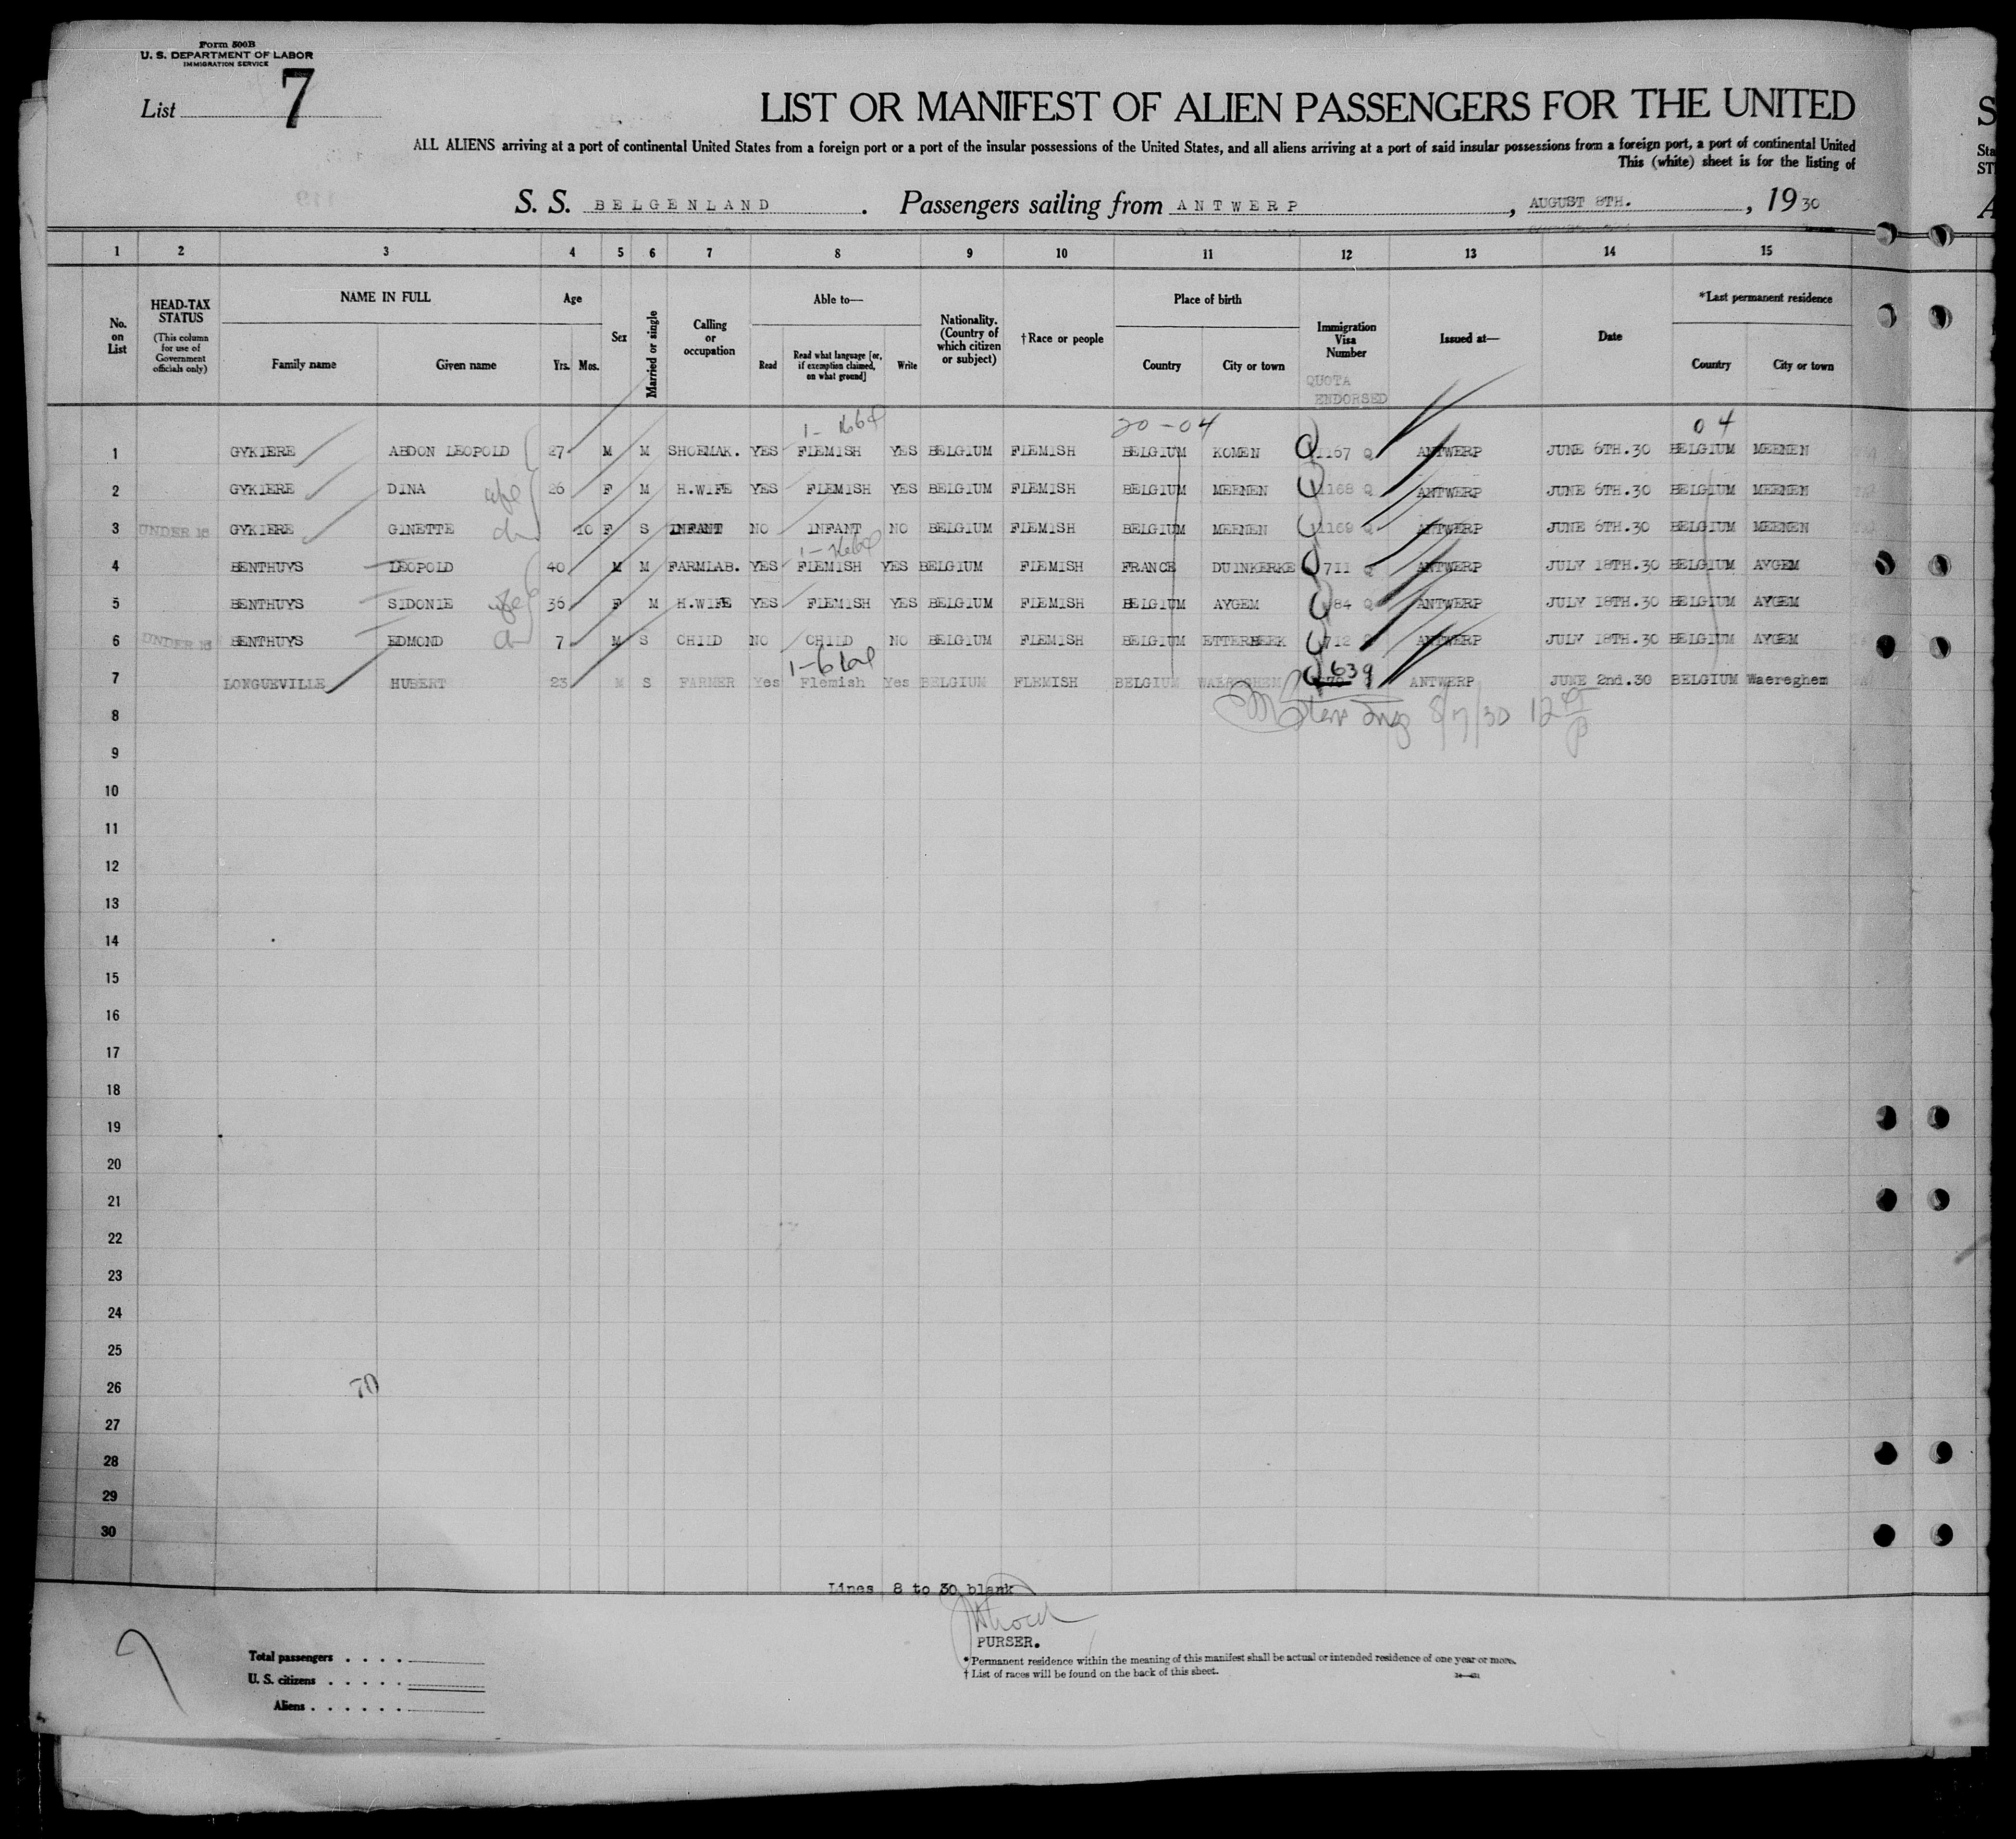 Form 500B
U. S. DEPARTMENT OF LABOR
IMMIGRATION SERVICE
List 7
LIST OR MANIFEST OF ALIEN PASSENGERS FOR THE UNITED
ALL ALIENS arriving at a port of continental United States from a foreign port or a port of the insular possessions of the United States, and all aliens arriving at a port of said insular possessions from a foreign port, a port of continental United
This (white) sheet is for the listing of
S. S. BELGENLAND. Passengers sailing from ANTWERP, AUGUST 8TH., 1930
1 2 3 4 5 6 7 8 9 10 11 12 13 14 15
No. on List HEAD-TAX STATUS (This column for use of Government officials only) NAME IN FULL Family name Given name Age Yrs. Mos. Sex Married or single Calling or occupation Able to— Read Read what language [or, if exemption claimed, on what ground] Write Nationality. (Country of which citizen or subject) †Race or people Place of birth Country City or town Immigration Visa Number Issued at— Date *Last permanent residence Country City or town
QUOTA
ENDORSED
20-04 04
1 GYKIERE ABDON LEOPOLD 27 M M SHOEMAK. YES FLEMISH YES BELGIUM FLEMISH BELGIUM KOMEN 1167 Q ANTWERP JUNE 6TH.30 BELGIUM MEENEN
2 GYKIERE DINA wife 26 F M H.WIFE YES FLEMISH YES BELGIUM FLEMISH BELGIUM MEENEN 1168 Q ANTWERP JUNE 6TH.30 BELGIUM MEENEN
3 UNDER 16 GYKIERE GINETTE 10 F S INFANT NO INFANT NO BELGIUM FLEMISH BELGIUM MEENEN 1169 Q ANTWERP JUNE 6TH.30 BELGIUM MEENEN
4 BENTHUYS LEOPOLD 40 M M FARMLAB. YES FLEMISH YES BELGIUM FLEMISH FRANCE DUINKERKE 711 Q ANTWERP JULY 18TH.30 BELGIUM AYGEM
5 BENTHUYS SIDONIE wife 36 F M H.WIFE YES FLEMISH YES BELGIUM FLEMISH BELGIUM AYGEM 84 Q ANTWERP JULY 18TH.30 BELGIUM AYGEM
6 UNDER 16 BENTHUYS EDMOND 7 M S CHILD NO CHILD NO BELGIUM FLEMISH BELGIUM ETTERBEEK 712 ANTWERP JULY 18TH.30 BELGIUM AYGEM
7 LONGUEVILLE HUBERT 23 M S FARMER Yes Flemish Yes BELGIUM FLEMISH BELGIUM WAEREGHEM 639 ANTWERP JUNE 2nd.30 BELGIUM Waereghem
8
9
10
11
12
13
14
15
16
17
18
19
20
21
22
23
24
25
26
70
27
28
29
30
Lines 8 to 30 blank
PURSER.
Total passengers
U. S. citizens
Aliens
* Permanent residence within the meaning of this manifest shall be actual or intended residence of one year or more.
† List of races will be found on the back of this sheet.